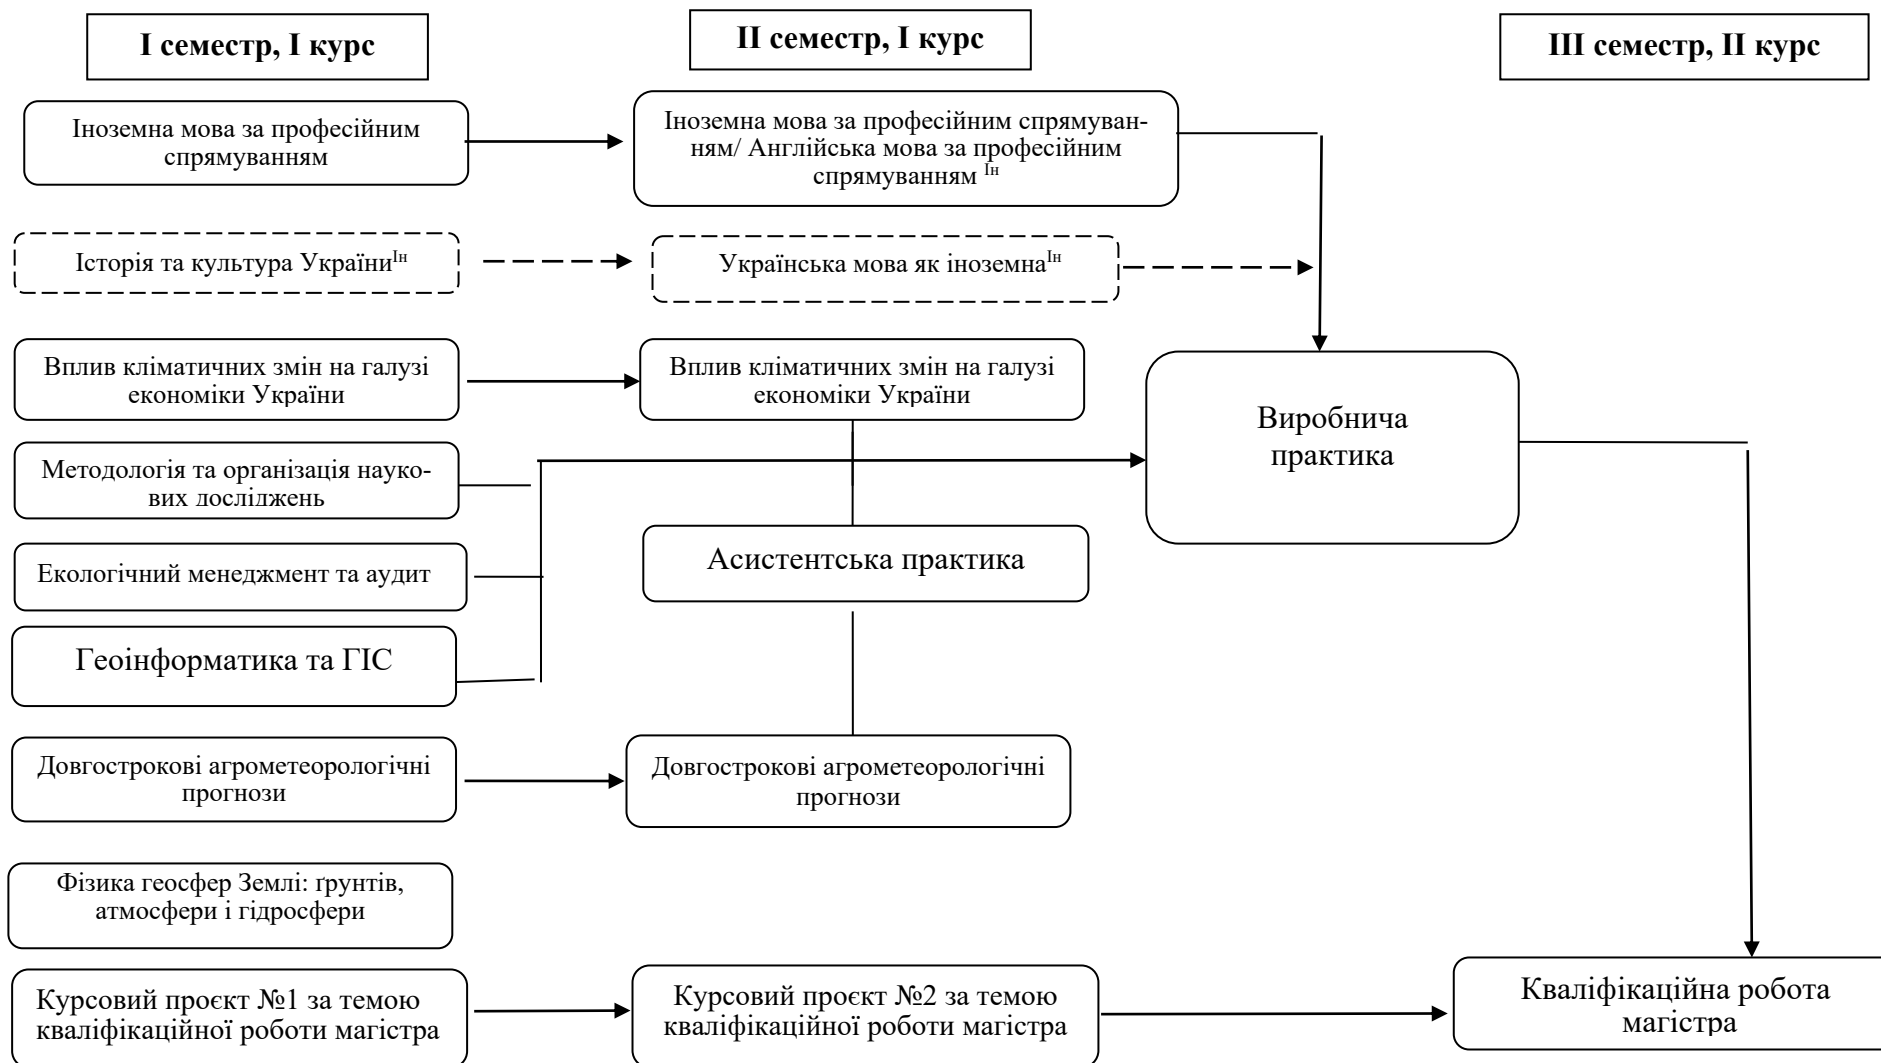 І семестр, І курс
ІІ семестр, І курс
ІІІ семестр, ІІ курс
Іноземна мова за професійним
спрямуванням
Іноземна мова за професійним спрямуван-
ням/ Англійська мова за професійним
спрямуванням Ін
Історія та культура України Ін
Українська мова як іноземна Ін
Вплив кліматичних змін на галузі
економіки України
Вплив кліматичних змін на галузі
економіки України
Виробнича
практика
Методологія та організація науко-
вих досліджень
Екологічний менеджмент та аудит
Асистентська практика
Геоінформатика та ГІС
Довгострокові агрометеорологічні
прогнози
Довгострокові агрометеорологічні
прогнози
Фізика геосфер Землі: ґрунтів,
атмосфери і гідросфери
Курсовий проєкт №1 за темою
кваліфікаційної роботи магістра
Курсовий проєкт №2 за темою
кваліфікаційної роботи магістра
Кваліфікаційна робота
магістра